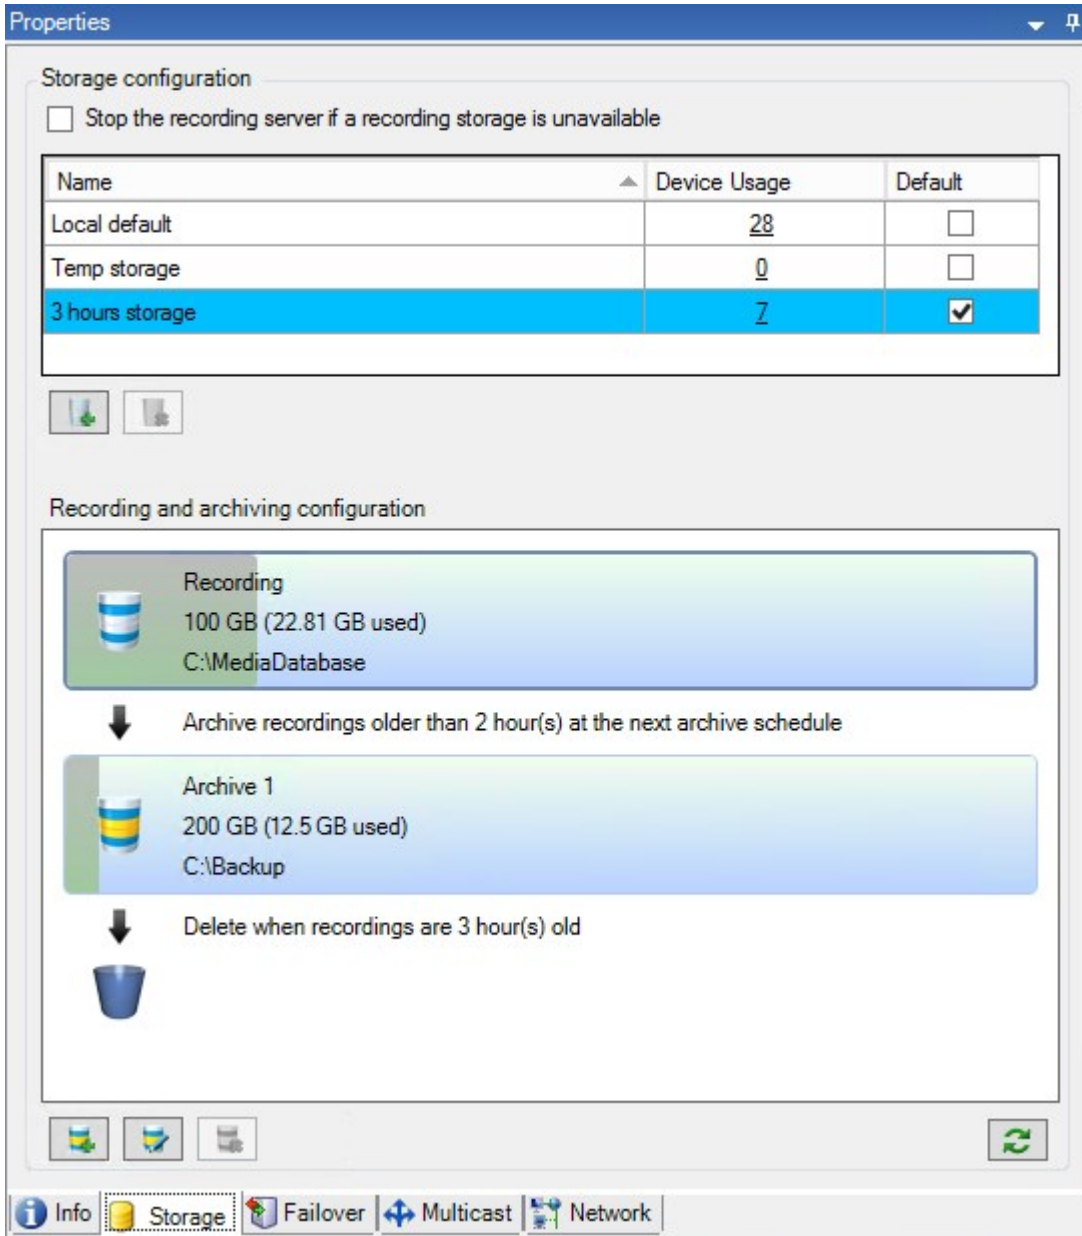 Properties
Storage configuration
Stop the recording server if a recording storage is unavailable
Name Device Usage Default
Local default 28
Temp storage 0
3 hours storage 7
Recording and archiving configuration
Recording
100 GB (22.81 GB used)
C:\MediaDatabase
Archive recordings older than 2 hour(s) at the next archive schedule
Archive 1
200 GB (12.5 GB used)
C:\Backup
Delete when recordings are 3 hour(s) old
Info Storage Failover Multicast Network